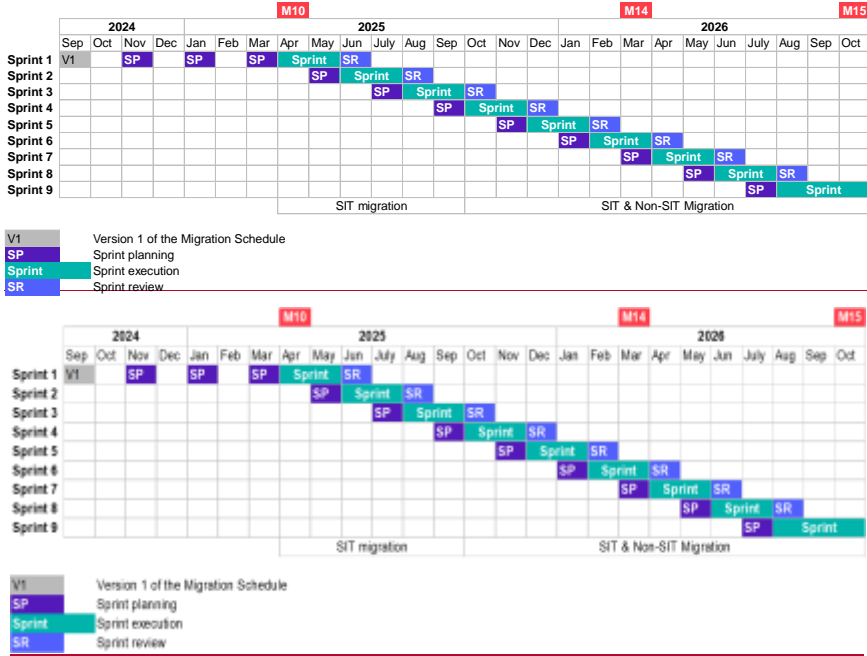 M10 M14 M15
2024 2025 2026
Sep Oct Nov Dec Jan Feb Mar Apr May Jun July Aug Sep Oct Nov Dec Jan Feb Mar Apr May Jun July Aug Sep Oct
Sprint 1 V1 SP SP SP Sprint SR
Sprint 2 SP Sprint SR
Sprint 3 SP Sprint SR
Sprint 4 SP Sprint SR
Sprint 5 SP Sprint SR
Sprint 6 SP Sprint SR
Sprint 7 SP Sprint SR
Sprint 8 SP Sprint SR
Sprint 9 SP Sprint
SIT migration SIT & Non-SIT Migration
V1 Version 1 of the Migration Schedule
SP Sprint planning
Sprint Sprint execution
SR Sprint review
M10 M14 M15
2024 2025 2026
Sep Oct Nov Dec Jan Feb Mar Apr May Jun July Aug Sep Oct Nov Dec Jan Feb Mar Apr May Jun July Aug Sep Oct
Sprint 1 V1 SP SP SP Sprint SR
Sprint 2 SP Sprint SR
Sprint 3 SP Sprint SR
Sprint 4 SP Sprint SR
Sprint 5 SP Sprint SR
Sprint 6 SP Sprint SR
Sprint 7 SP Sprint SR
Sprint 8 SP Sprint SR
Sprint 9 SP Sprint
SIT migration SIT & Non-SIT Migration
V1 Version 1 of the Migration Schedule
SP Sprint planning
Sprint Sprint execution
SR Sprint review